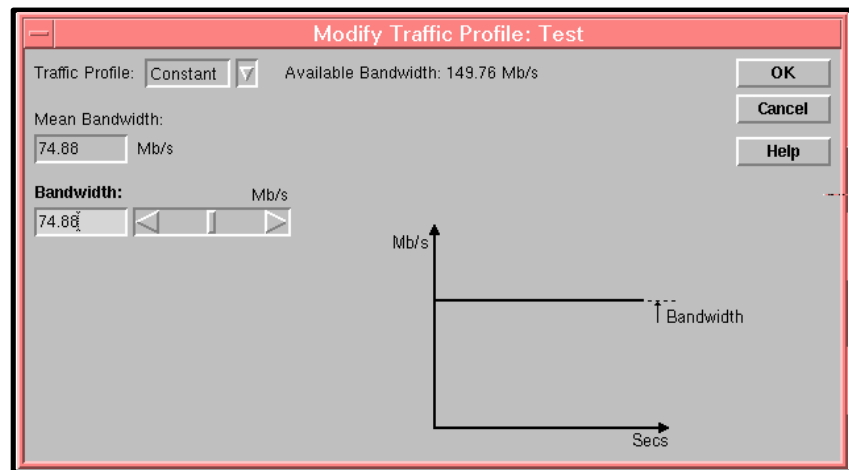 Modify Traffic Profile: Test
Traffic Profile: Constant Available Bandwidth: 149.76 Mb/s OK
Cancel
Mean Bandwidth:
74.88 Mb/s Help
Bandwidth: Mb/s
74.88
Mb/s
Bandwidth
Secs